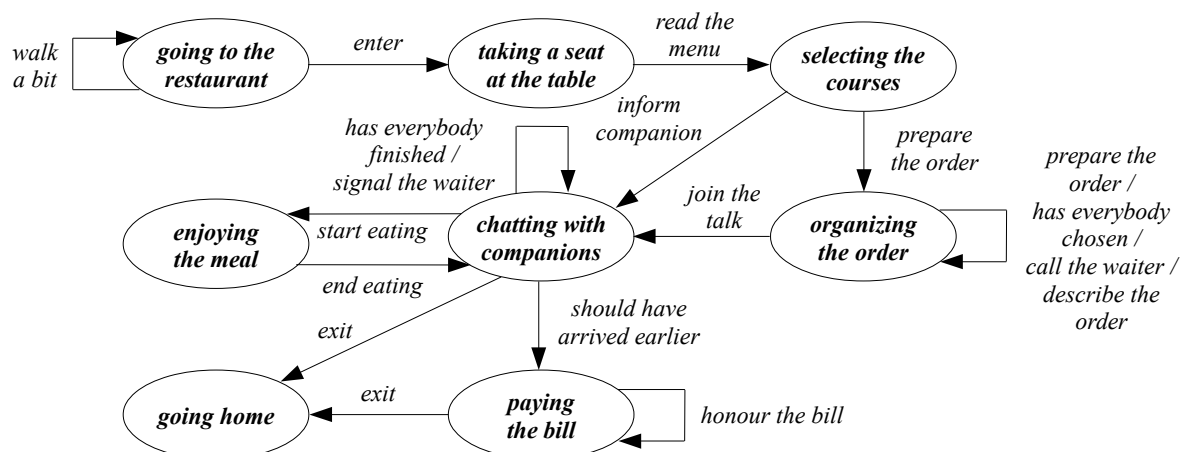 walk
a bit
going to the
restaurant
enter
taking a seat
at the table
read the
menu
selecting the
courses
inform
companion
has everybody
finished /
signal the waiter
prepare
the order
prepare the
order /
has everybody
chosen /
call the waiter /
describe the
order
join the
talk
enjoying
the meal
start eating
chatting with
companions
organizing
the order
end eating
exit
should have
arrived earlier
going home
exit
paying
the bill
honour the bill